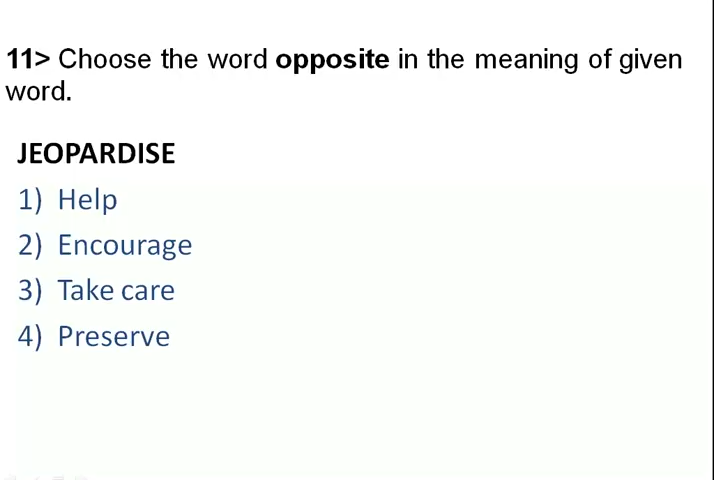 11> Choose the word opposite in the meaning of given
word.
JEOPARDISE
1) Help
2) Encourage
3) Take care
4) Preserve